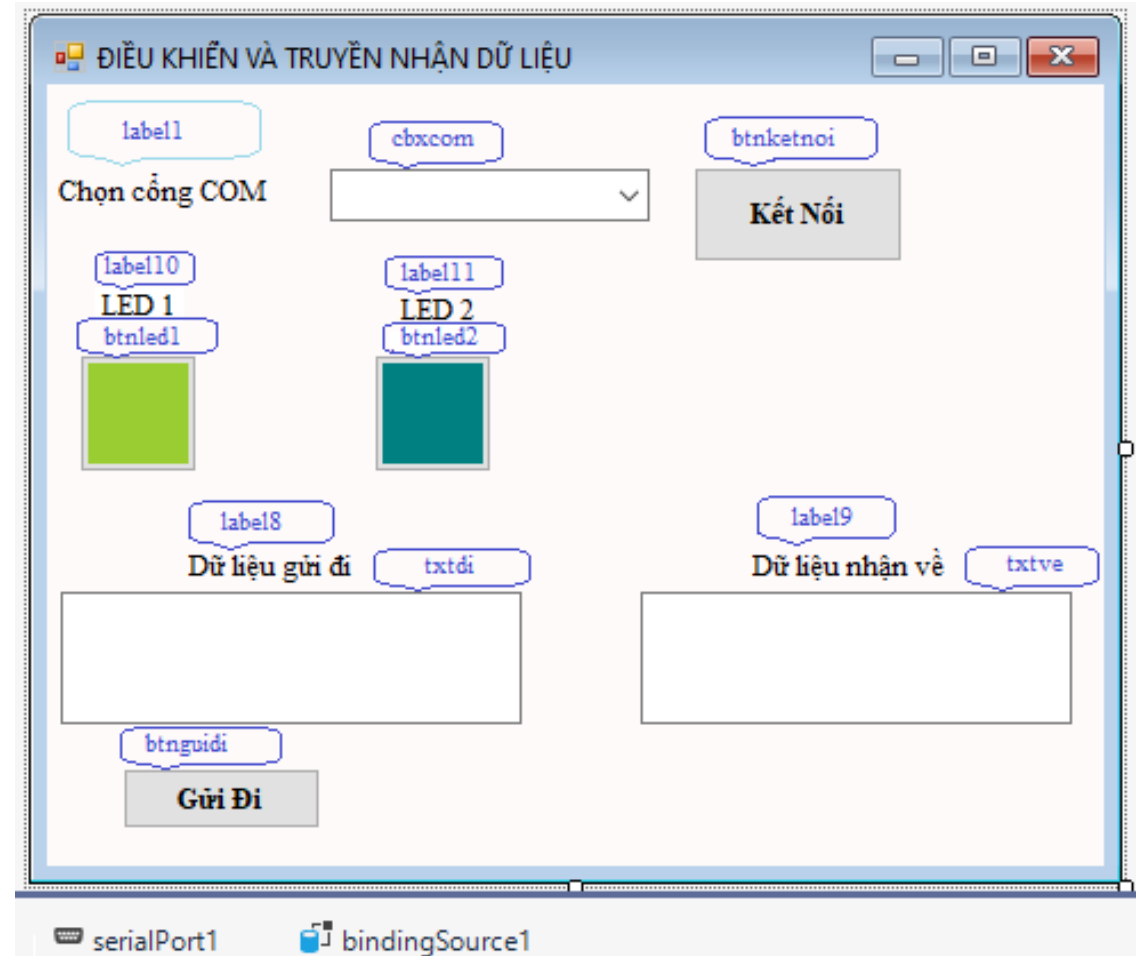 ĐIỀU KHIỂN VÀ TRUYỀN NHẬN DỮ LIỆU
label1
cbxcom
btnketnoi
Chọn cổng COM
Kết Nối
label10
label11
LED 1
LED 2
btnled1
btnled2
label8
label9
Dữ liệu gửi đi
txtdi
Dữ liệu nhận về
txtve
btnguidi
Gửi Đi
serialPort1
bindingSource1